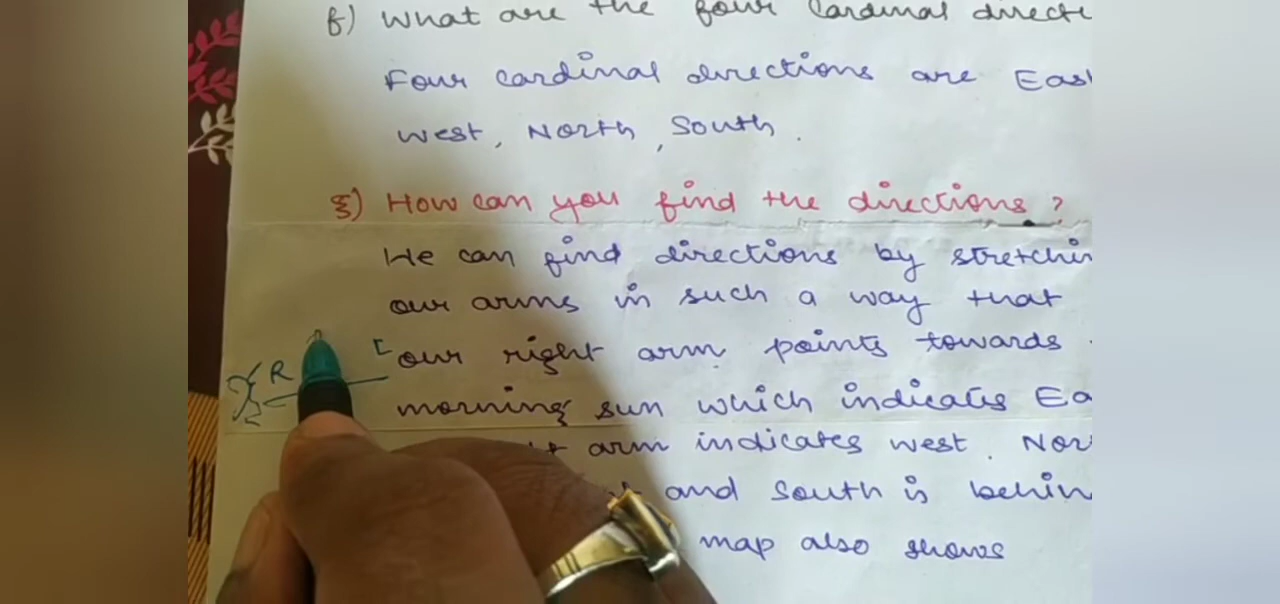 f) What are the four cardinal directi
Four cardinal directions are Eas
West, North, South.
g) How can you find the directions?
We can find directions by stretchin
our arms in such a way that
our right arm points towards
R
morning sun which indicates Ea
arm indicates west. Nor
and South is behin
map also shows